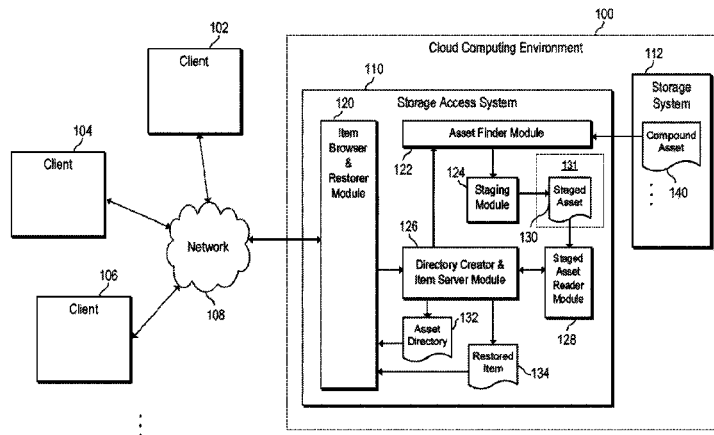 100
102
Cloud Computing Environment
Client
110
112
Storage Access System
Storage
System
120
104
Item
Browser
&
Restorer
Module
Asset Finder Module
Compound
Asset
Client
122
131
140
124
Staging
Module
Staged
Asset
130
126
Network
Directory Creator &
Item Server Module
Staged
Asset
Reader
Module
106
108
Client
132
128
Asset
Directory
Restored
Item
134